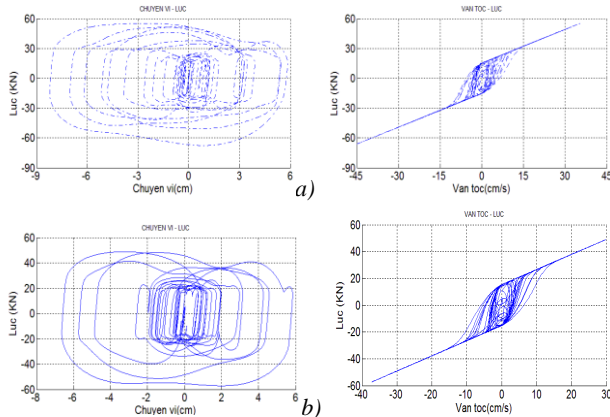 CHUYEN VI - LUC
VAN TOC - LUC
Luc (KN)
90
60
30
0
-30
-60
-90
-9 -6 -3 0 3 6
Chuyen vi(cm)
a)
Luc (KN)
90
60
30
0
-30
-60
-90
-45 -30 -15 0 15 30 45
Van toc(cm/s)
CHUYEN VI - LUC
VAN TOC - LUC
Luc (KN)
60
40
20
0
-20
-40
-60
-8 -6 -4 -2 0 2 4 6
Chuyen vi(cm)
b)
Luc (KN)
60
40
20
0
-20
-40
-60
-40 -30 -20 -10 0 10 20 30
Van toc(cm/s)